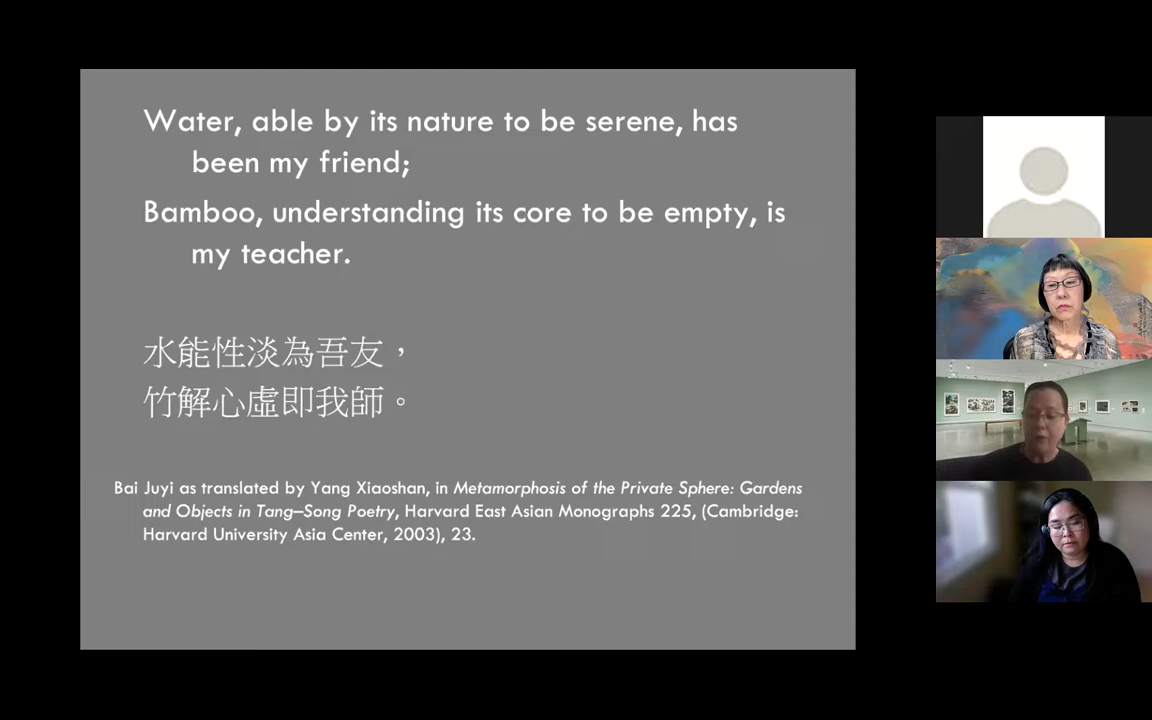 Water, able by its nature to be serene, has
been my friend;
Bamboo, understanding its core to be empty, is
my teacher.
水能性淡為吾友，
竹解心虛即我師。
Bai Juyi as translated by Yang Xiaoshan, in Metamorphosis of the Private Sphere: Gardens
and Objects in Tang–Song Poetry, Harvard East Asian Monographs 225, (Cambridge:
Harvard University Asia Center, 2003), 23.